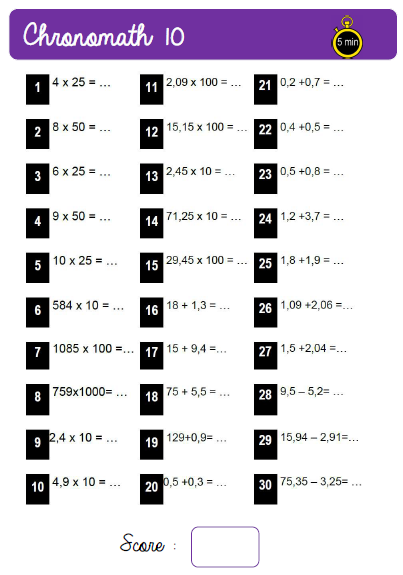 Chronomath 10
5 min
1 4 x 25 = …
2 8 x 50 = …
3 6 x 25 = …
4 9 x 50 = …
5 10 x 25 = …
6 584 x 10 = …
7 1085 x 100 =…
8 759x1000= …
9 2,4 x 10 = …
10 4,9 x 10 = …
11 2,09 x 100 = …
12 15,15 x 100 = …
13 2,45 x 10 = …
14 71,25 x 10 = …
15 29,45 x 100 = …
16 18 + 1,3 = …
17 15 + 9,4 =…
18 75 + 5,5 = …
19 129+0,9= …
20 0,5 +0,3 = …
21 0,2 +0,7 = …
22 0,4 +0,5 = …
23 0,5 +0,8 = …
24 1,2 +3,7 = …
25 1,8 +1,9 = …
26 1,09 +2,06 =…
27 1,5 +2,04 =…
28 9,5 – 5,2= …
29 15,94 – 2,91=…
30 75,35 – 3,25= …
Score :